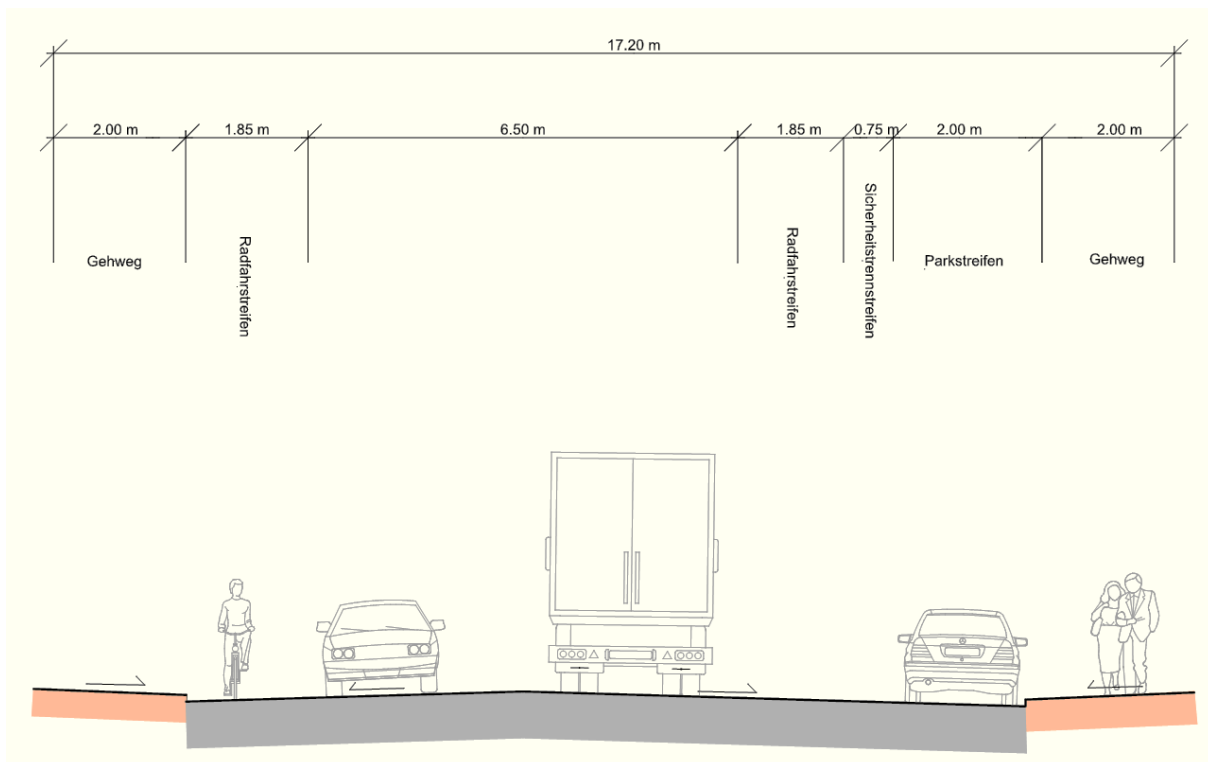 17.20 m
2.00 m
1.85 m
6.50 m
1.85 m
0.75 m
2.00 m
2.00 m
Gehweg
Radfahrstreifen
Radfahrstreifen
Sicherheitstrennstreifen
Parkstreifen
Gehweg